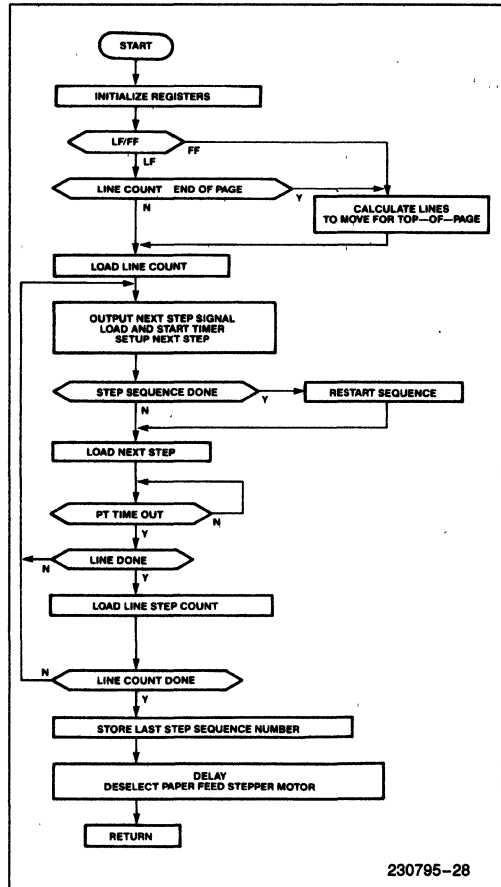 START
INITIALIZE REGISTERS
LF/FF
FF
LF
LINE COUNT END OF PAGE
Y
N
CALCULATE LINES
TO MOVE FOR TOP—OF—PAGE
LOAD LINE COUNT
OUTPUT NEXT STEP SIGNAL
LOAD AND START TIMER
SETUP NEXT STEP
STEP SEQUENCE DONE
Y
N
RESTART SEQUENCE
LOAD NEXT STEP
PT TIME OUT
N
Y
LINE DONE
N
Y
LOAD LINE STEP COUNT
N
LINE COUNT DONE
Y
STORE LAST STEP SEQUENCE NUMBER
DELAY
DESELECT PAPER FEED STEPPER MOTOR
RETURN
230795–28